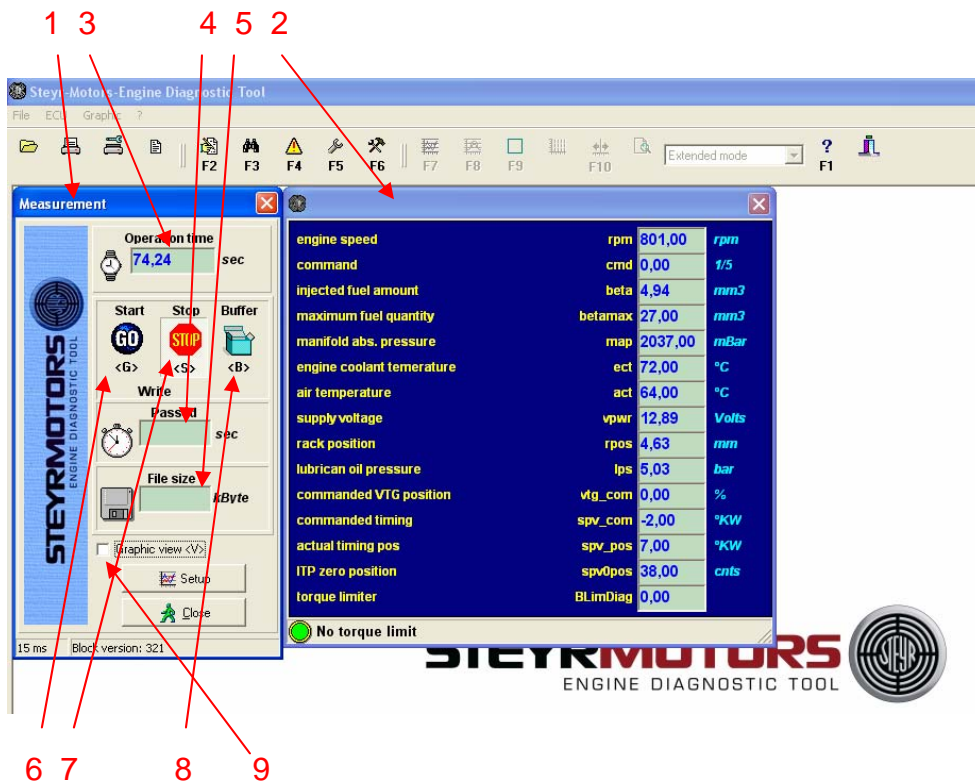 1 3 4 5 2
Steyr-Motors-Engine Diagnostic Tool
File ECU Graphic ?
F2 F3 F4 F5 F6 F7 F8 F9 F10 Extended mode ? F1
Measurement
Operation time
74,24 sec
Start Stop Buffer
GO STOP
<G> <S> <B>
Write
Passed
sec
File size
kByte
Graphic view <V>
Setup
Close
15 ms Block version: 321
STEYRMOTORS
ENGINE DIAGNOSTIC TOOL
engine speed rpm 801,00 rpm
command cmd 0,00 1/5
injected fuel amount beta 4,94 mm3
maximum fuel quantity betamax 27,00 mm3
manifold abs. pressure map 2037,00 mBar
engine coolant temerature ect 72,00 °C
air temperature act 64,00 °C
supply voltage vpwr 12,89 Volts
rack position rpos 4,63 mm
lubrican oil pressure lps 5,03 bar
commanded VTG position vtg_com 0,00 %
commanded timing spv_com -2,00 °KW
actual timing pos spv_pos 7,00 °KW
ITP zero position spv0pos 38,00 cnts
torque limiter BLimDiag 0,00
No torque limit
STEYRMOTORS
ENGINE DIAGNOSTIC TOOL
STEYR
6 7 8 9